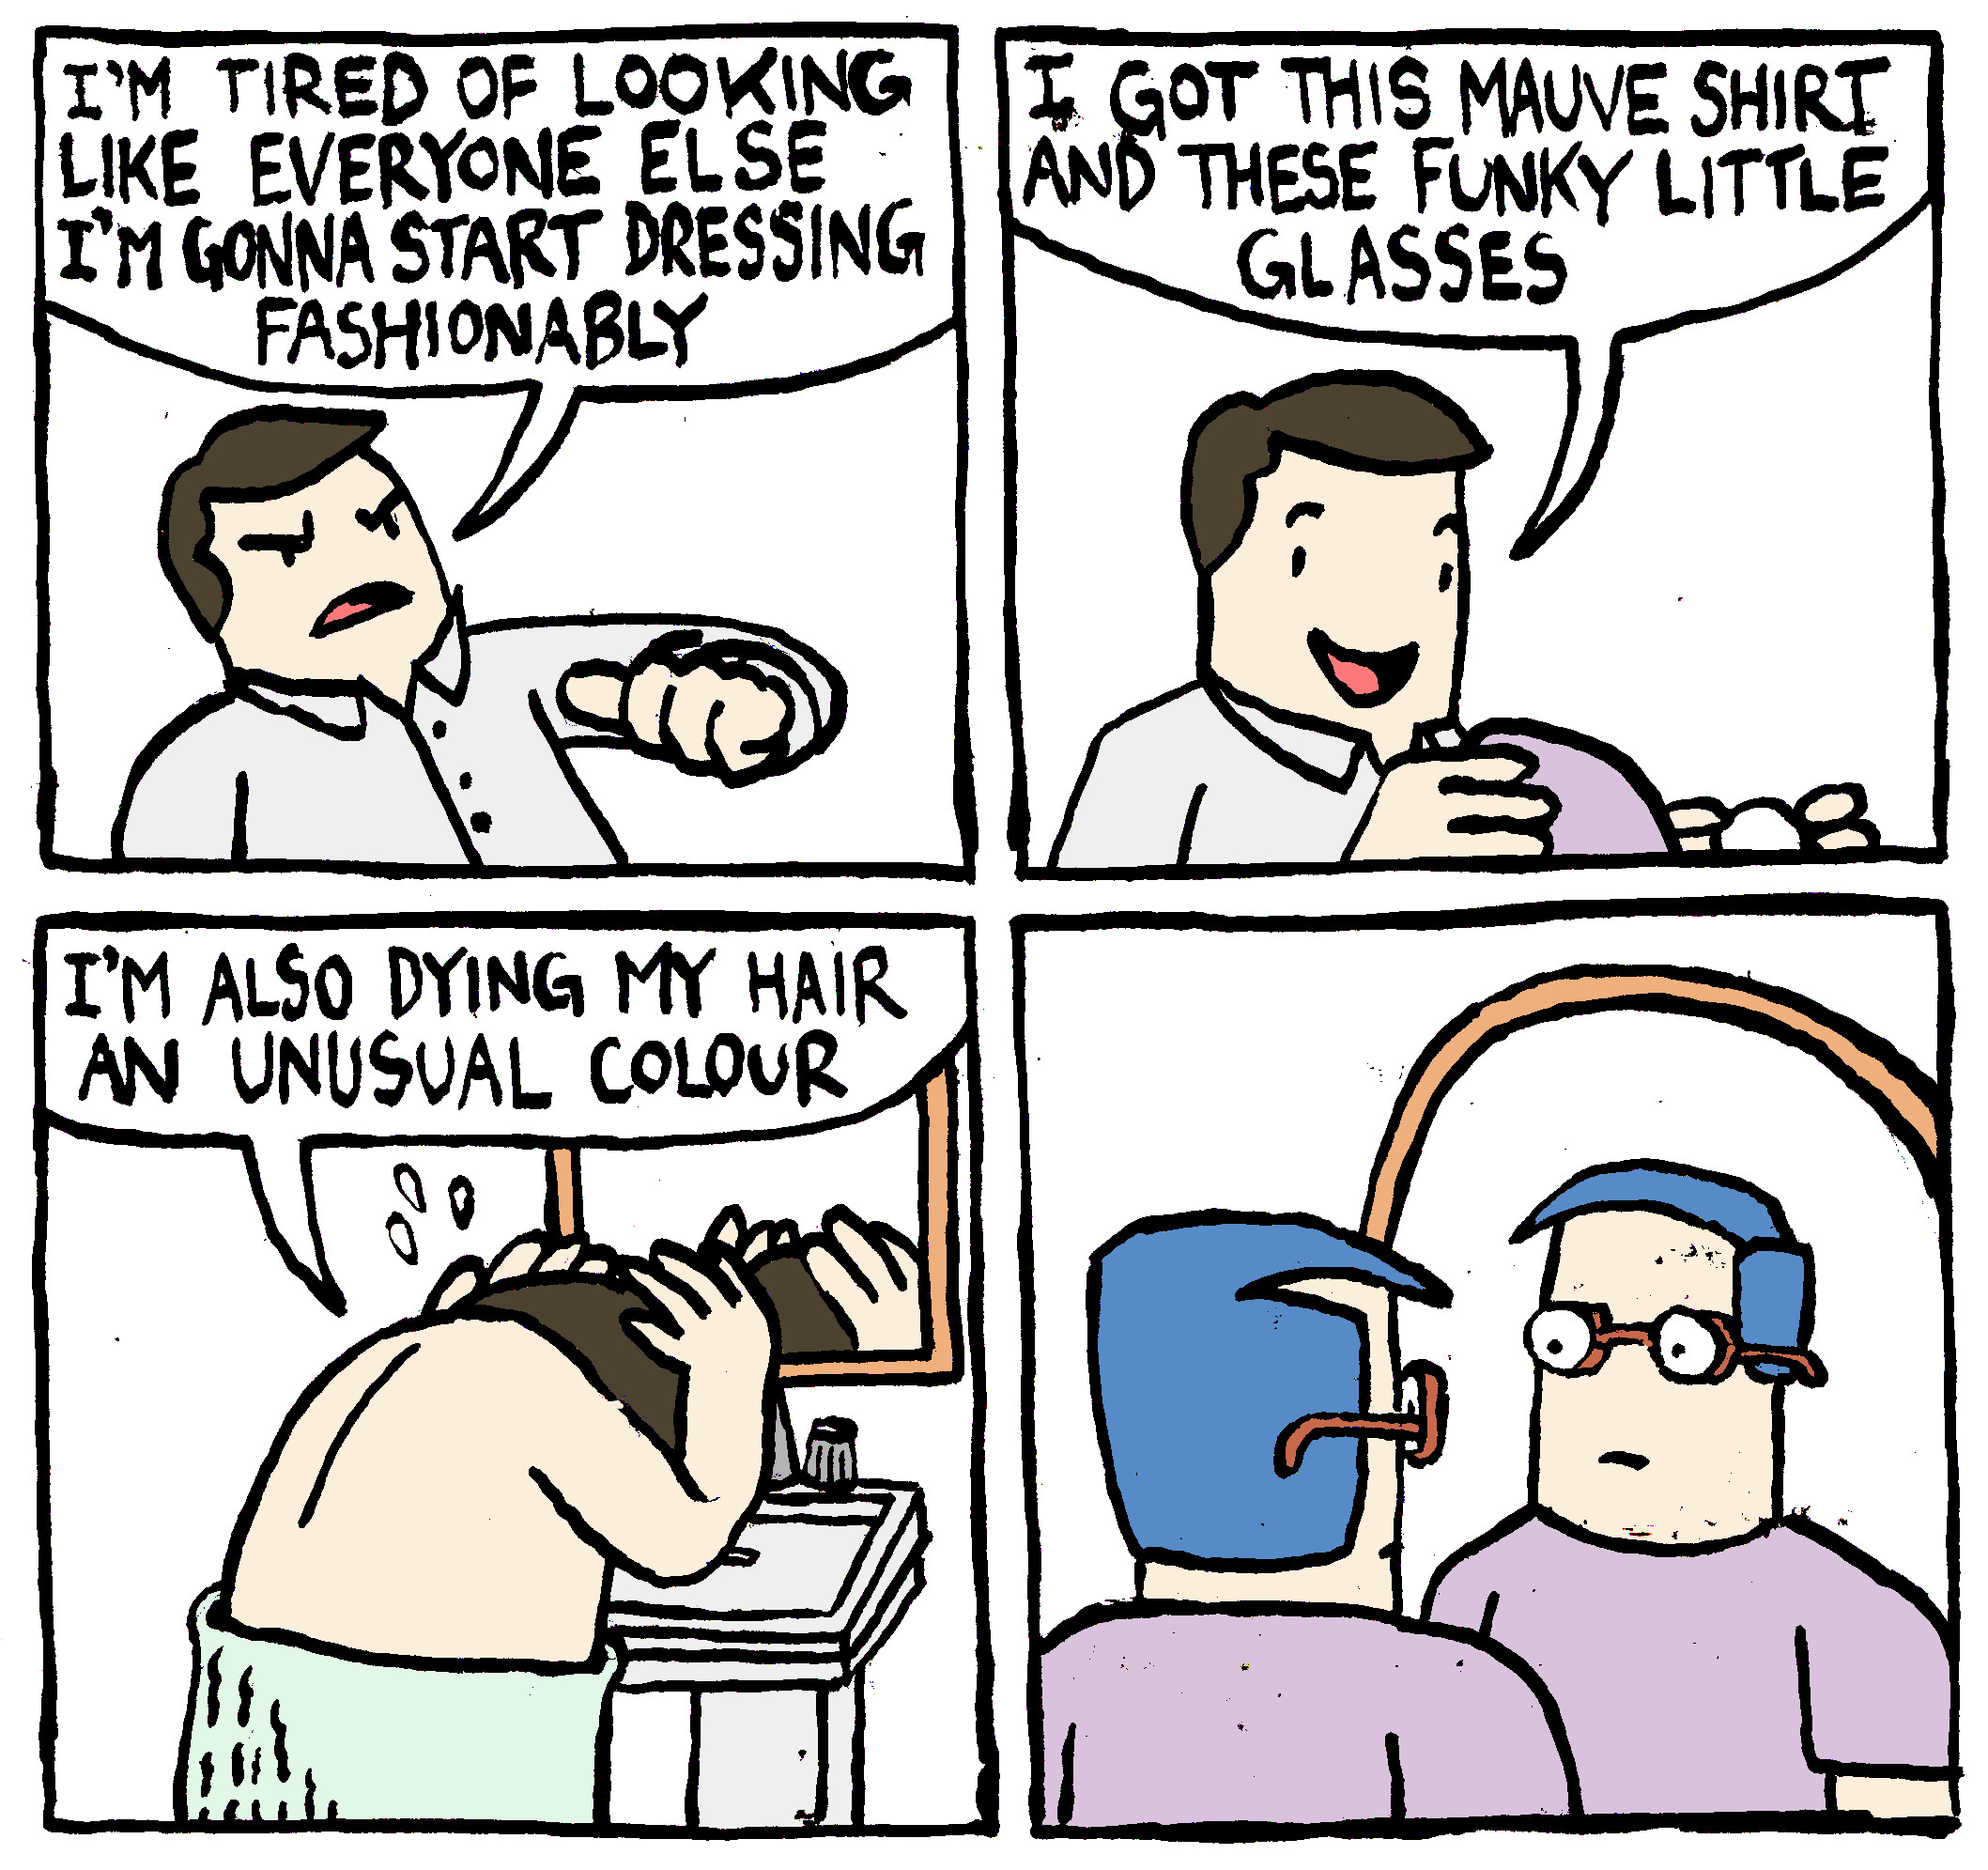 I'M TIRED OF LOOKING
LIKE EVERYONE ELSE
I'M GONNA START DRESSING
FASHIONABLY
I GOT THIS MAUVE SHIRT
AND THESE FUNKY LITTLE
GLASSES
I'M ALSO DYING MY HAIR
AN UNUSUAL COLOUR